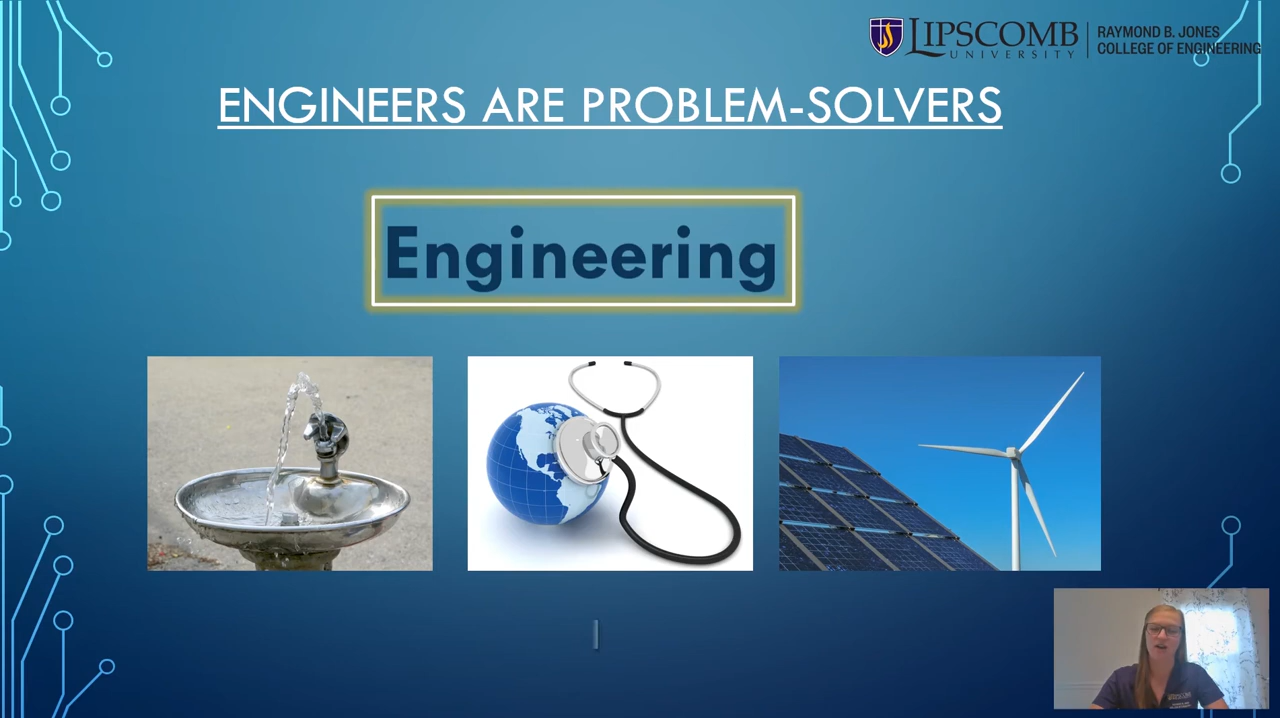 LIPSCOMB
UNIVERSITY
RAYMOND B. JONES
COLLEGE OF ENGINEERING
ENGINEERS ARE PROBLEM-SOLVERS
Engineering